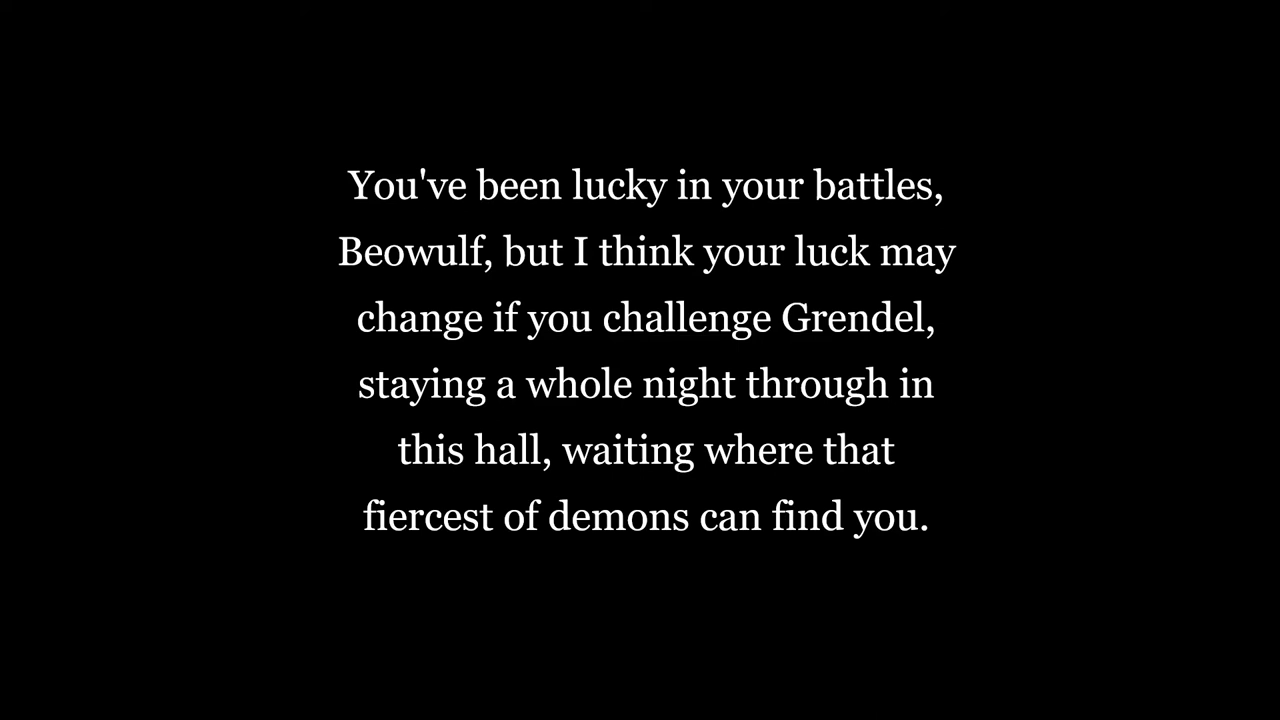 You've been lucky in your battles,
Beowulf, but I think your luck may
change if you challenge Grendel,
staying a whole night through in
this hall, waiting where that
fiercest of demons can find you.